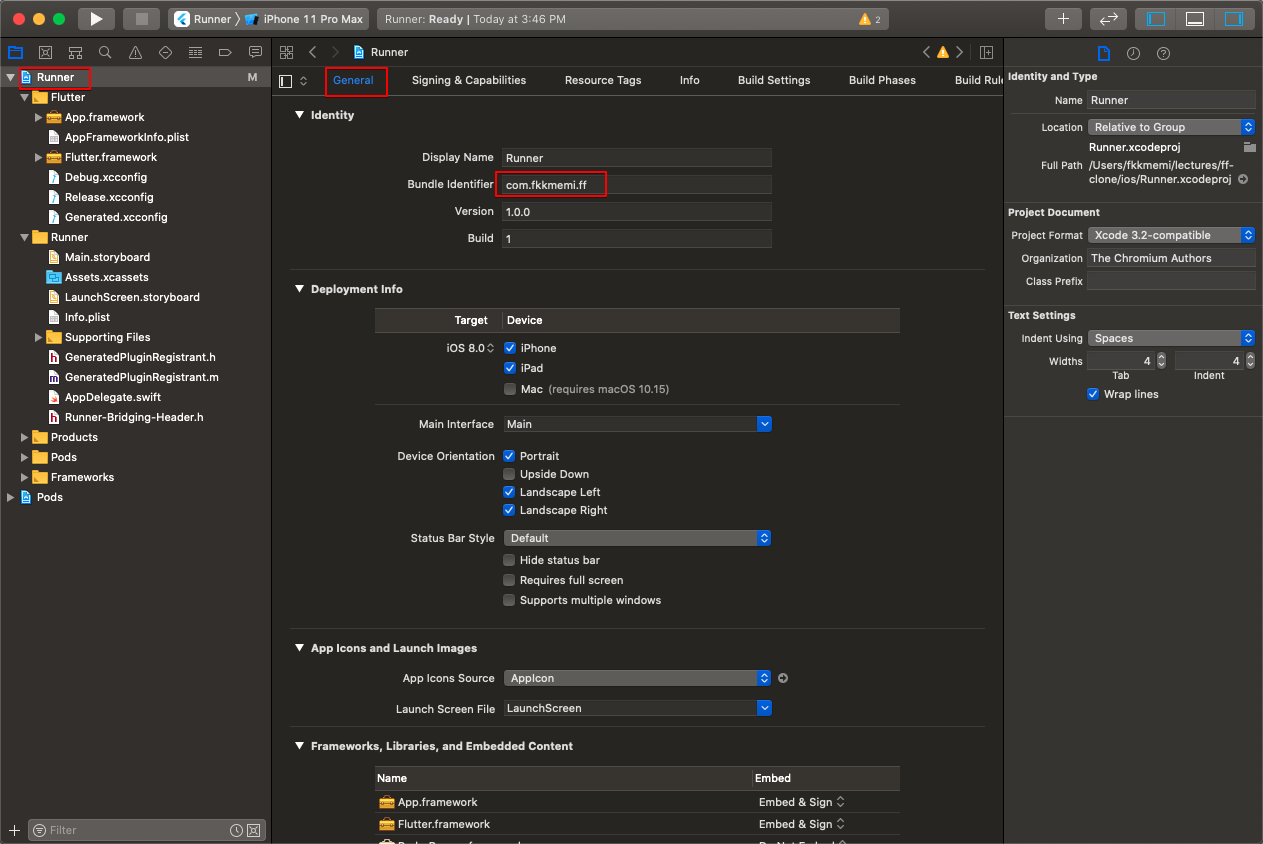 Runner
iPhone 11 Pro Max
Runner: Ready | Today at 3:46 PM
2
Runner
General
Signing & Capabilities
Resource Tags
Info
Build Settings
Build Phases
Build Rule
Runner
M
Flutter
App.framework
AppFrameworkInfo.plist
Flutter.framework
Debug.xcconfig
Release.xcconfig
Generated.xcconfig
Runner
Main.storyboard
Assets.xcassets
LaunchScreen.storyboard
Info.plist
Supporting Files
GeneratedPluginRegistrant.h
GeneratedPluginRegistrant.m
AppDelegate.swift
Runner-Bridging-Header.h
Products
Pods
Frameworks
Pods
Filter
Identity
Display Name Runner
Bundle Identifier com.fkkmemi.ff
Version 1.0.0
Build 1
Deployment Info
Target Device
iOS 8.0 iPhone
iPad
Mac (requires macOS 10.15)
Main Interface Main
Device Orientation Portrait
Upside Down
Landscape Left
Landscape Right
Status Bar Style Default
Hide status bar
Requires full screen
Supports multiple windows
App Icons and Launch Images
App Icons Source AppIcon
Launch Screen File LaunchScreen
Frameworks, Libraries, and Embedded Content
Name Embed
App.framework Embed & Sign
Flutter.framework Embed & Sign
Identity and Type
Name Runner
Location Relative to Group
Runner.xcodeproj
Full Path /Users/fkkmemi/lectures/ff-
clone/ios/Runner.xcodeproj
Project Document
Project Format Xcode 3.2-compatible
Organization The Chromium Authors
Class Prefix
Text Settings
Indent Using Spaces
Widths 4 4
Tab Indent
Wrap lines